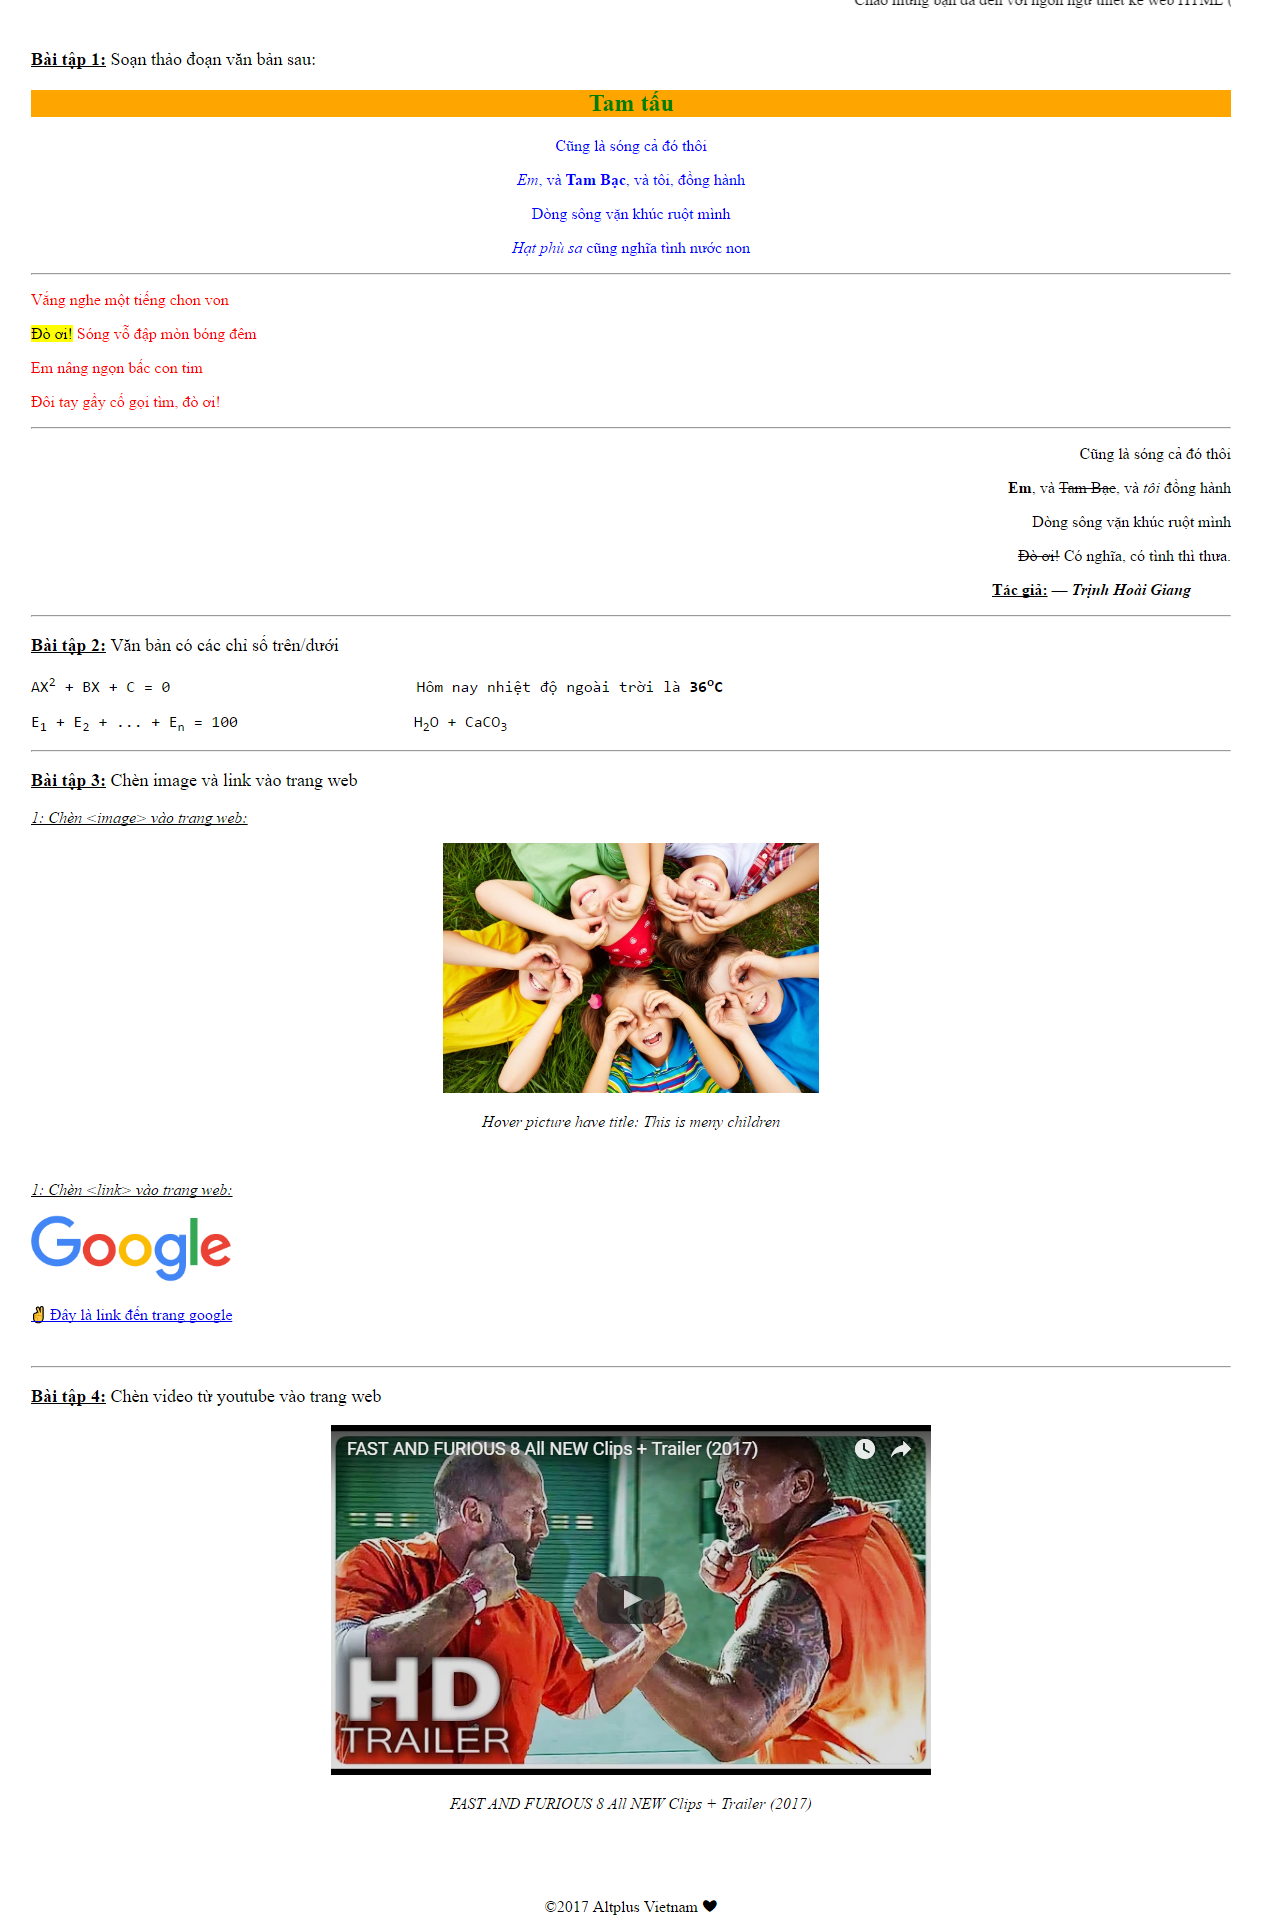 Chào mừng bạn đã đến với ngôn ngữ thiết kế web HTML (
Bài tập 1: Soạn thảo đoạn văn bản sau:
Tam tấu
Cũng là sóng cả đó thôi
Em, và Tam Bạc, và tôi, đồng hành
Dòng sông vặn khúc ruột mình
Hạt phù sa cũng nghĩa tình nước non
Vẳng nghe một tiếng chon von
Đò ơi! Sóng vỗ đập mòn bóng đêm
Em nâng ngọn bấc con tim
Đôi tay gầy cố gọi tìm, đò ơi!
Cũng là sóng cả đó thôi
Em, và Tam Bạc, và tôi đồng hành
Dòng sông vặn khúc ruột mình
Đò ơi! Có nghĩa, có tình thì thưa.
Tác giả: — Trịnh Hoài Giang
Bài tập 2: Văn bản có các chỉ số trên/dưới
AX² + BX + C = 0 Hôm nay nhiệt độ ngoài trời là 36ᴼC
E₁ + E₂ + ... + Eₙ = 100 H₂O + CaCO₃
Bài tập 3: Chèn image và link vào trang web
1: Chèn <image> vào trang web:
Hover picture have title: This is meny children
1: Chèn <link> vào trang web:
Google
✌ Đây là link đến trang google
Bài tập 4: Chèn video từ youtube vào trang web
FAST AND FURIOUS 8 All NEW Clips + Trailer (2017)
HD
TRAILER
FAST AND FURIOUS 8 All NEW Clips + Trailer (2017)
©2017 Altplus Vietnam ❤